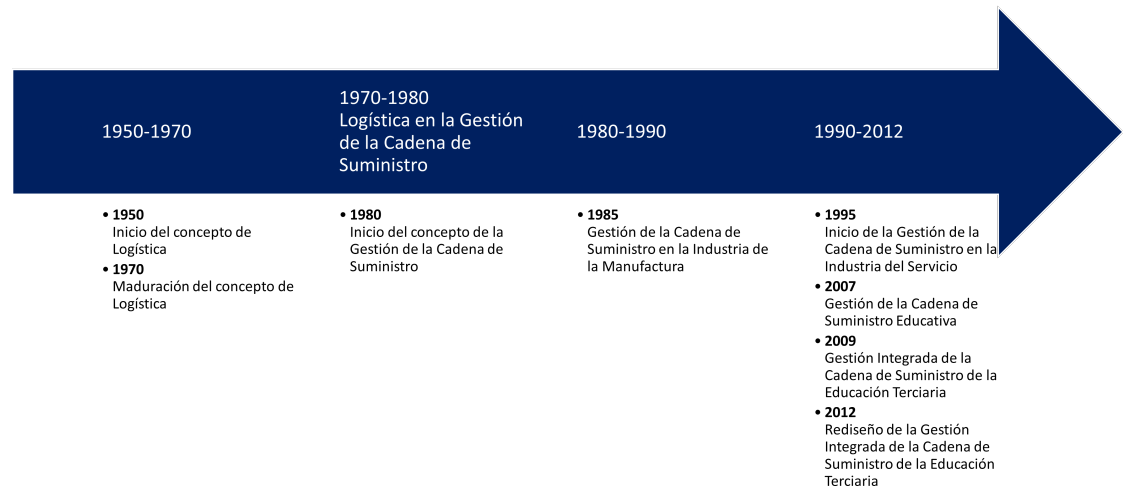 1950-1970
1970-1980
Logística en la Gestión
de la Cadena de
Suministro
1980-1990
1990-2012
• 1950
Inicio del concepto de
Logística
• 1970
Maduración del concepto de
Logística
• 1980
Inicio del concepto de la
Gestión de la Cadena de
Suministro
• 1985
Gestión de la Cadena de
Suministro en la Industria de
la Manufactura
• 1995
Inicio de la Gestión de la
Cadena de Suministro en la
Industria del Servicio
• 2007
Gestión de la Cadena de
Suministro Educativa
• 2009
Gestión Integrada de la
Cadena de Suministro de la
Educación Terciaria
• 2012
Rediseño de la Gestión
Integrada de la Cadena de
Suministro de la Educación
Terciaria